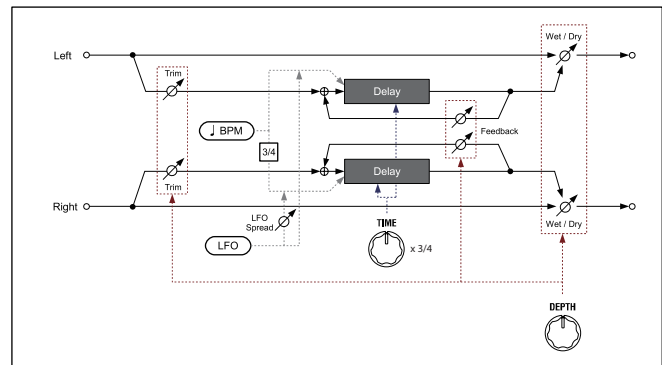 Wet / Dry
Left
Trim
Delay
♩ BPM
Feedback
3/4
Delay
Trim
Right
LFO
Spread
Wet / Dry
TIME
LFO
x 3/4
DEPTH